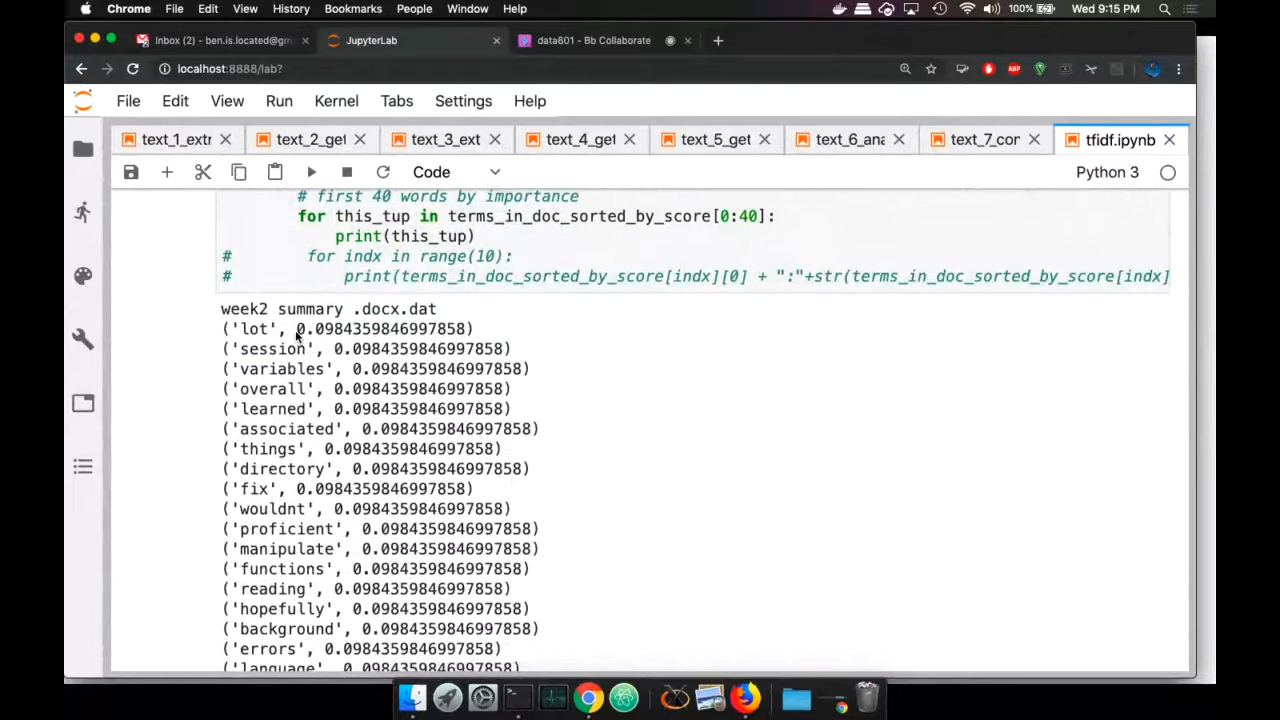 Chrome File Edit View History Bookmarks People Window Help 100% Wed 9:15 PM
Inbox (2) - ben.is.located@gm JupyterLab data601 - Bb Collaborate
localhost:8888/lab?
File Edit View Run Kernel Tabs Settings Help
text_1_extr text_2_get text_3_ext text_4_get text_5_get text_6_ana text_7_con tfidf.ipynb
Code Python 3
# first 40 words by importance
for this_tup in terms_in_doc_sorted_by_score[0:40]:
print(this_tup)
# for indx in range(10):
# print(terms_in_doc_sorted_by_score[indx][0] + ":"+str(terms_in_doc_sorted_by_score[indx]
week2 summary .docx.dat
('lot', 0.0984359846997858)
('session', 0.0984359846997858)
('variables', 0.0984359846997858)
('overall', 0.0984359846997858)
('learned', 0.0984359846997858)
('associated', 0.0984359846997858)
('things', 0.0984359846997858)
('directory', 0.0984359846997858)
('fix', 0.0984359846997858)
('wouldnt', 0.0984359846997858)
('proficient', 0.0984359846997858)
('manipulate', 0.0984359846997858)
('functions', 0.0984359846997858)
('reading', 0.0984359846997858)
('hopefully', 0.0984359846997858)
('background', 0.0984359846997858)
('errors', 0.0984359846997858)
('language', 0.0984359846997858)